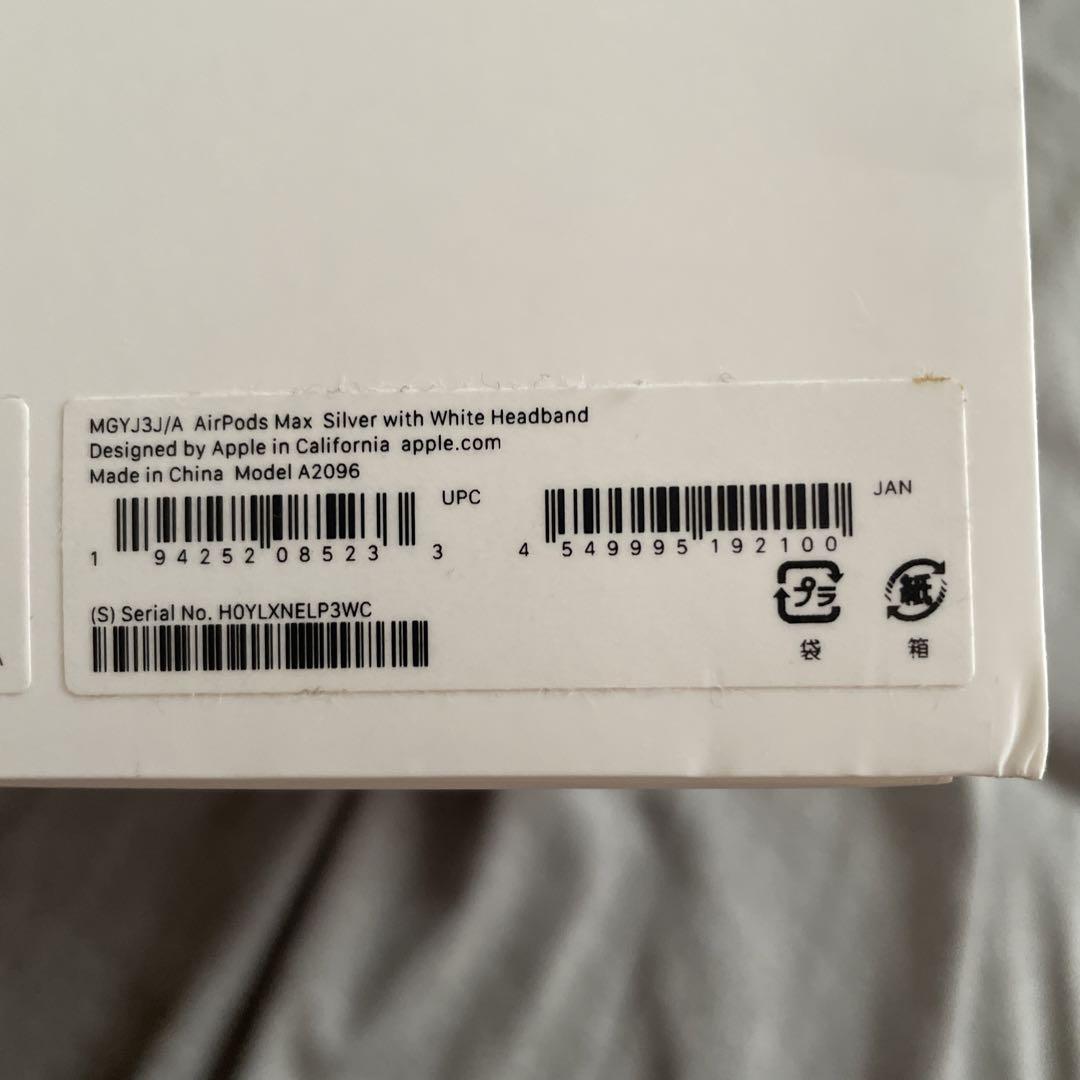 MGYJ3J/A AirPods Max Silver with White Headband
Designed by Apple in California apple.com
Made in China Model A2096
UPC
1 94252 08523 3
JAN
4 549995 192100
(S) Serial No. H0YLXNELP3WC
プラ
袋
紙
箱
A